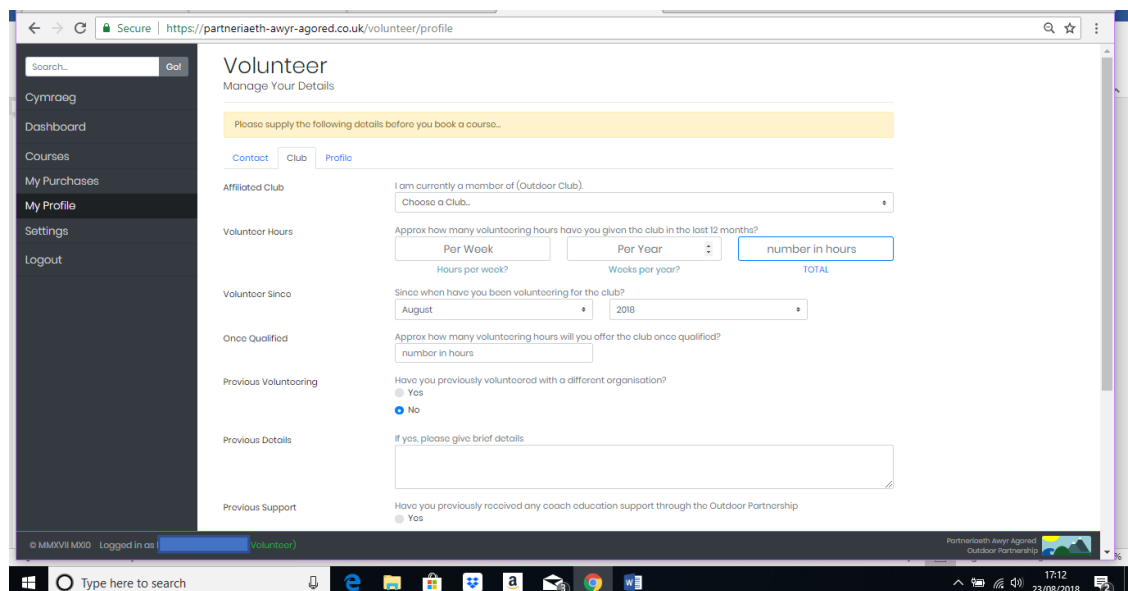 Secure | https://partneriaeth-awyr-agored.co.uk/volunteer/profile
Search...
Go!
Cymraeg
Dashboard
Courses
My Purchases
My Profile
Settings
Logout
Volunteer
Manage Your Details
Please supply the following details before you book a course...
Contact Club Profile
Affiliated Club
I am currently a member of (Outdoor Club).
Choose a Club...
Volunteer Hours
Approx how many volunteering hours have you given the club in the last 12 months?
Per Week Per Year number in hours
Hours per week? Weeks per year? TOTAL
Volunteer Since
Since when have you been volunteering for the club?
August 2018
Once Qualified
Approx how many volunteering hours will you offer the club once qualified?
number in hours
Previous Volunteering
Have you previously volunteered with a different organisation?
Yes
No
Previous Details
If yes, please give brief details
Previous Support
Have you previously received any coach education support through the Outdoor Partnership
Yes
© MMXVII MXI0 Logged in as
Volunteer)
Partneriaeth Awyr Agored
Outdoor Partnership
Type here to search
17:12
23/08/2018